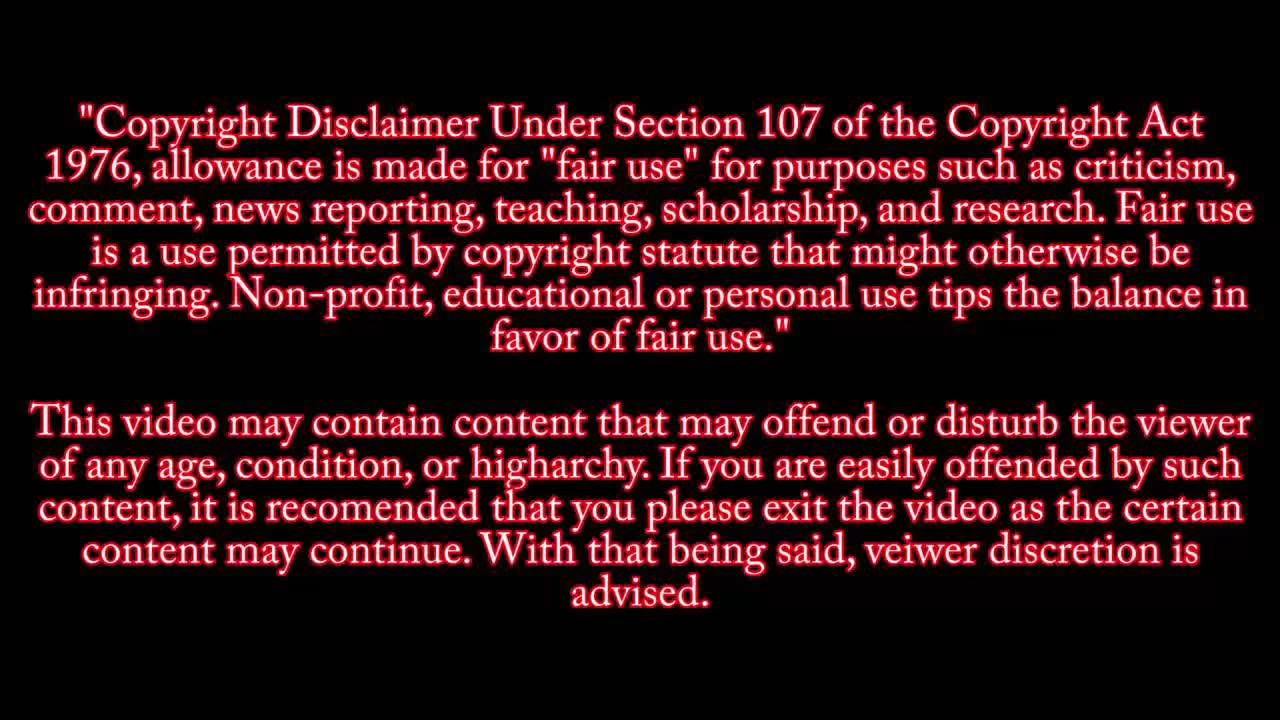 "Copyright Disclaimer Under Section 107 of the Copyright Act
1976, allowance is made for "fair use" for purposes such as criticism,
comment, news reporting, teaching, scholarship, and research. Fair use
is a use permitted by copyright statute that might otherwise be
infringing. Non-profit, educational or personal use tips the balance in
favor of fair use."
This video may contain content that may offend or disturb the viewer
of any age, condition, or higharchy. If you are easily offended by such
content, it is recomended that you please exit the video as the certain
content may continue. With that being said, veiwer discretion is
advised.